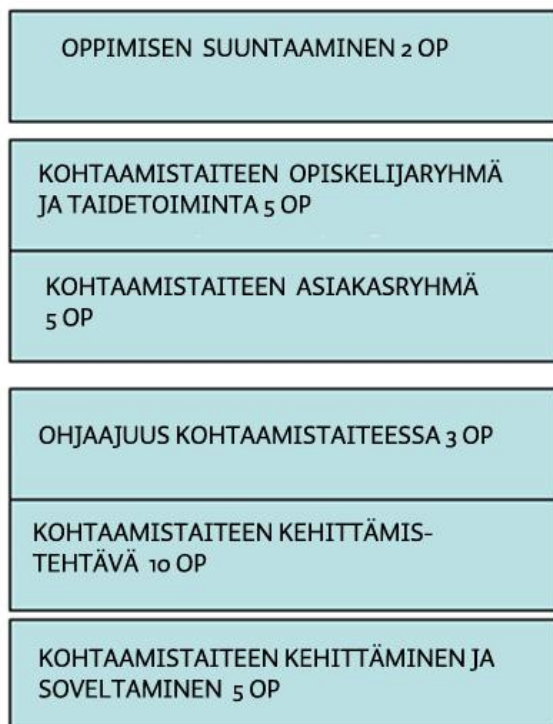 OPPIMISEN SUUNTAAMINEN 2 OP
KOHTAAMISTAITEEN OPISKELIJARYHMÄ
JA TAIDETOIMINTA 5 OP
KOHTAAMISTAITEEN ASIAKASRYHMÄ
5 OP
OHJAAJUUS KOHTAAMISTAITEESSA 3 OP
KOHTAAMISTAITEEN KEHITTÄMIS-
TEHTÄVÄ 10 OP
KOHTAAMISTAITEEN KEHITTÄMINEN JA
SOVELTAMINEN 5 OP